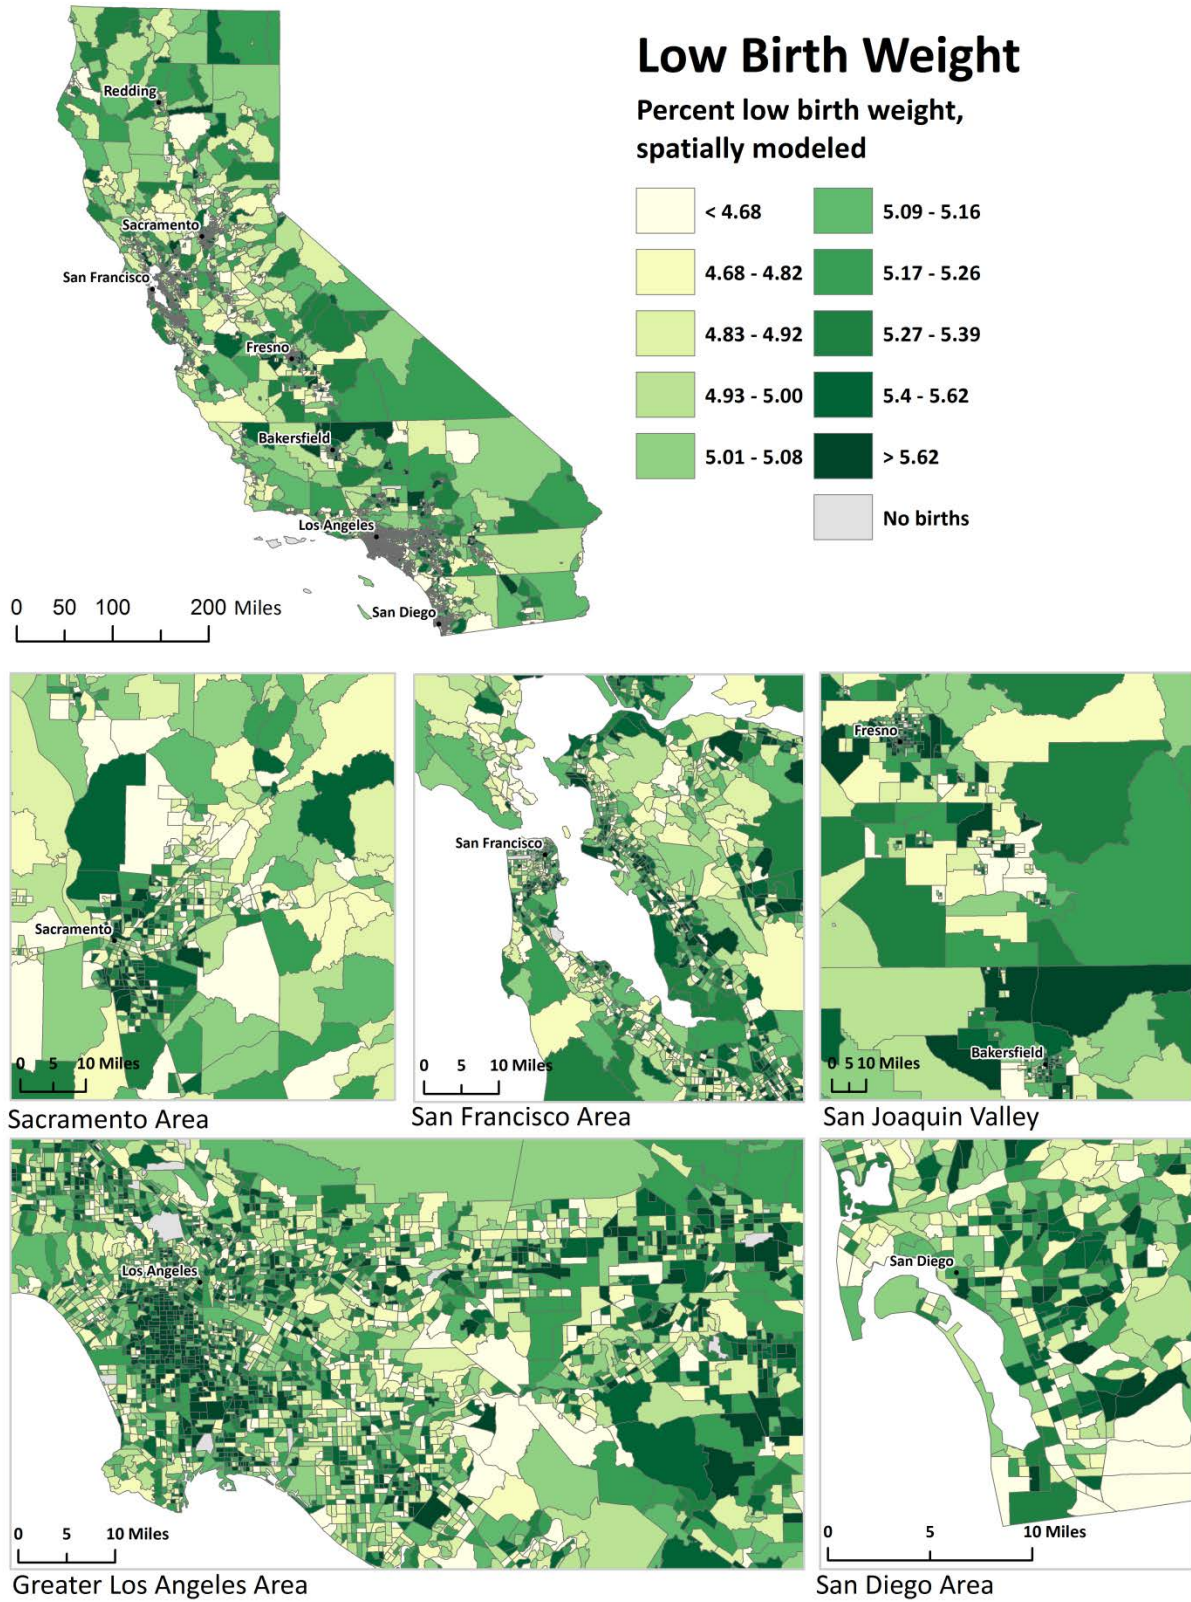 Low Birth Weight
Percent low birth weight,
spatially modeled
< 4.68
4.68 - 4.82
4.83 - 4.92
4.93 - 5.00
5.01 - 5.08
5.09 - 5.16
5.17 - 5.26
5.27 - 5.39
5.4 - 5.62
> 5.62
No births
Redding
Sacramento
San Francisco
Fresno
Bakersfield
Los Angeles
San Diego
0 50 100 200 Miles
Sacramento
0 5 10 Miles
Sacramento Area
San Francisco
0 5 10 Miles
San Francisco Area
Fresno
Bakersfield
0 5 10 Miles
San Joaquin Valley
Los Angeles
0 5 10 Miles
Greater Los Angeles Area
San Diego
0 5 10 Miles
San Diego Area